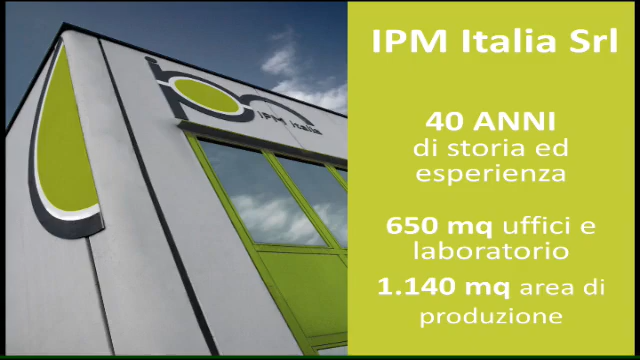 ipm
IPM Italia
IPM Italia Srl
40 ANNI
di storia ed
esperienza
650 mq uffici e
laboratorio
1.140 mq area di
produzione